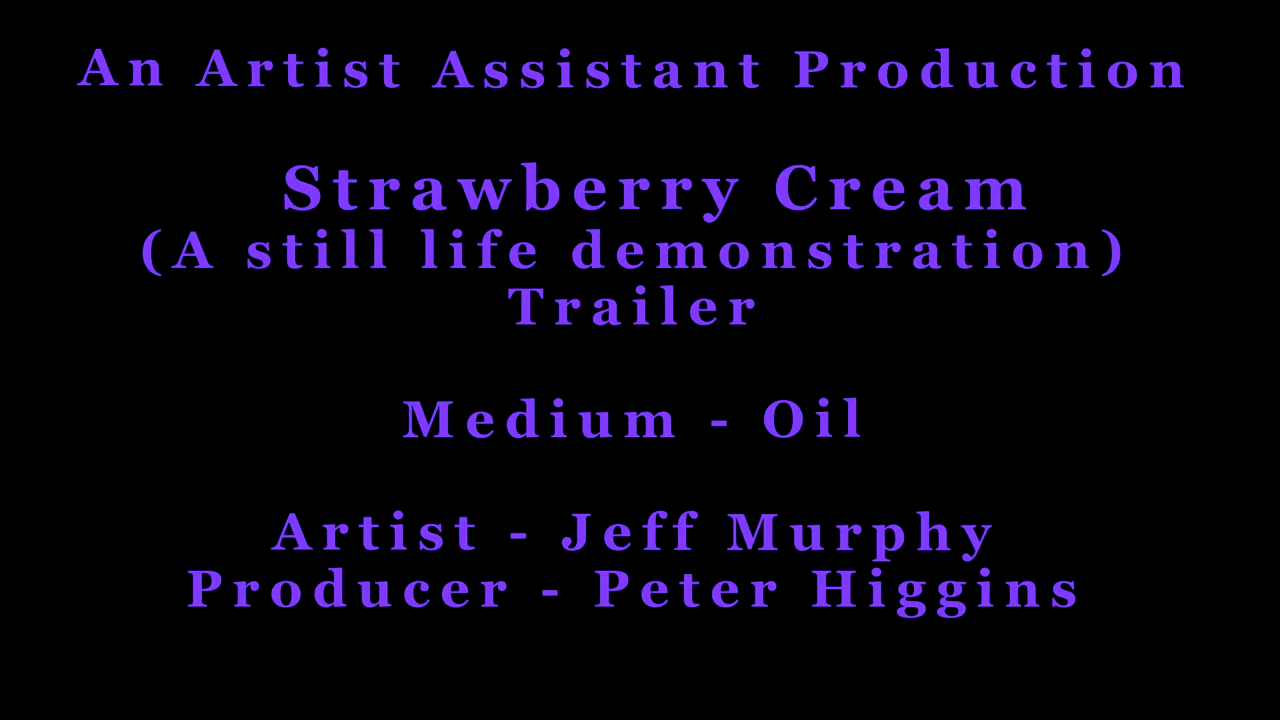 An Artist Assistant Production
Strawberry Cream
(A still life demonstration)
Trailer
Medium - Oil
Artist - Jeff Murphy
Producer - Peter Higgins